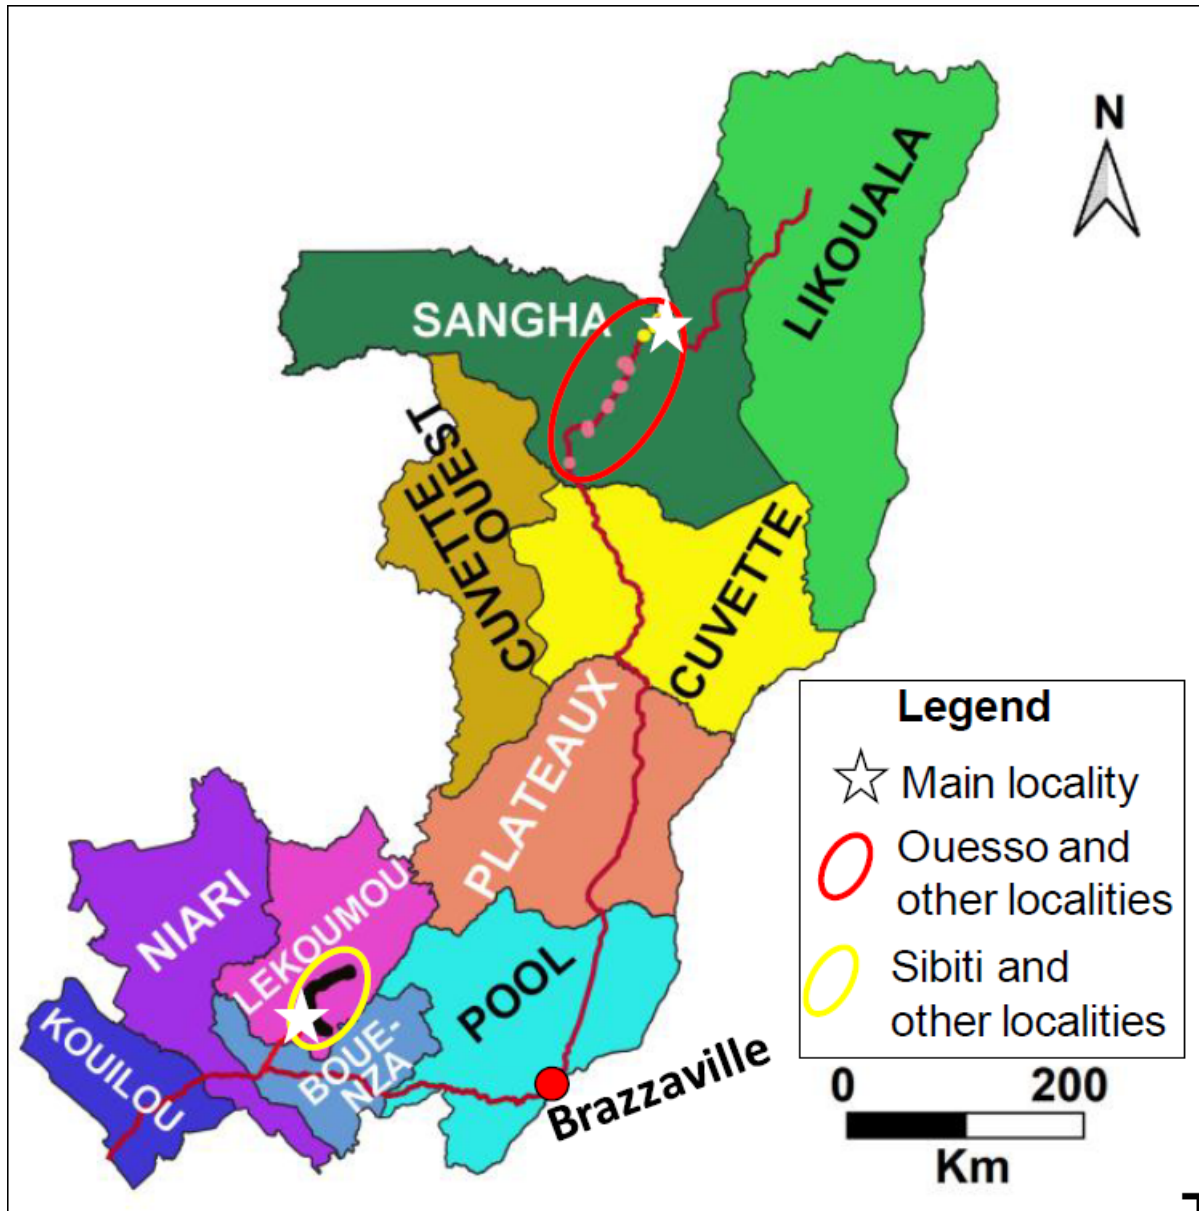 N
LIKOUALA
SANGHA
CUVETTE
OUEST
CUVETTE
PLATEAUX
Legend
Main locality
Ouesso and
other localities
Sibiti and
other localities
NIARI
LEKOUMOU
POOL
KOUILOU
BOUE-
NZA
Brazzaville
0 200
Km